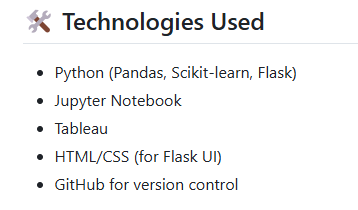 🛠️ Technologies Used
• Python (Pandas, Scikit-learn, Flask)
• Jupyter Notebook
• Tableau
• HTML/CSS (for Flask UI)
• GitHub for version control